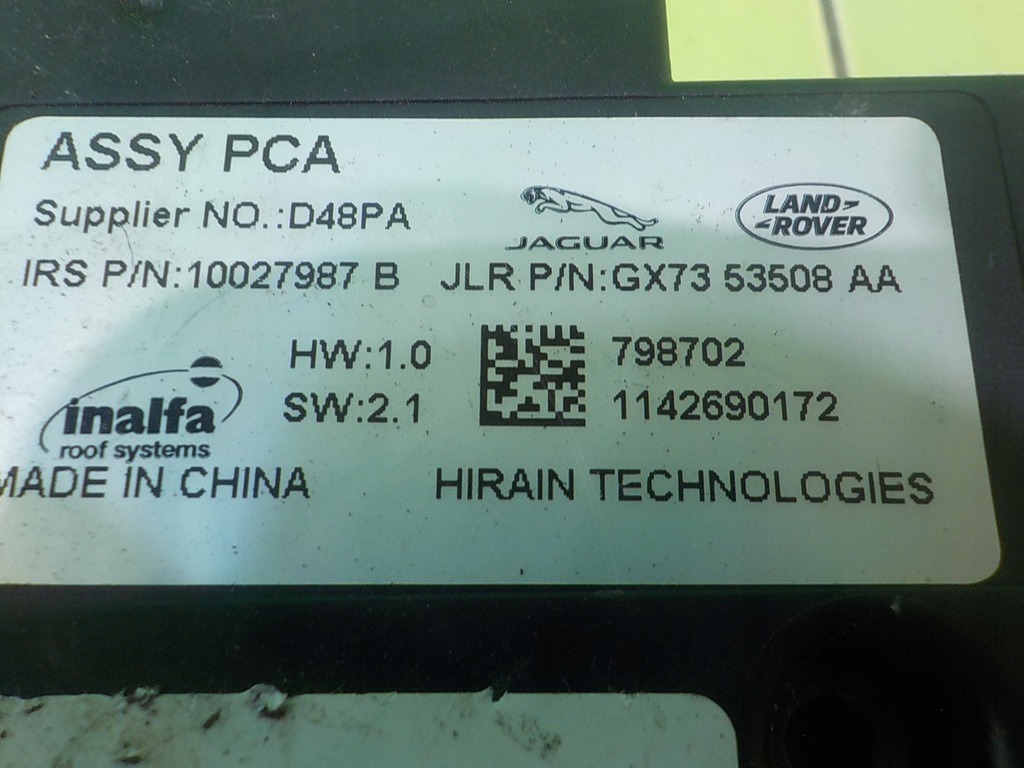 ASSY PCA
Supplier NO.:D48PA
JAGUAR
LAND-
-ROVER
IRS P/N:10027987 B JLR P/N:GX73 53508 AA
HW:1.0 798702
SW:2.1 1142690172
inalfa
roof systems
MADE IN CHINA HIRAIN TECHNOLOGIES